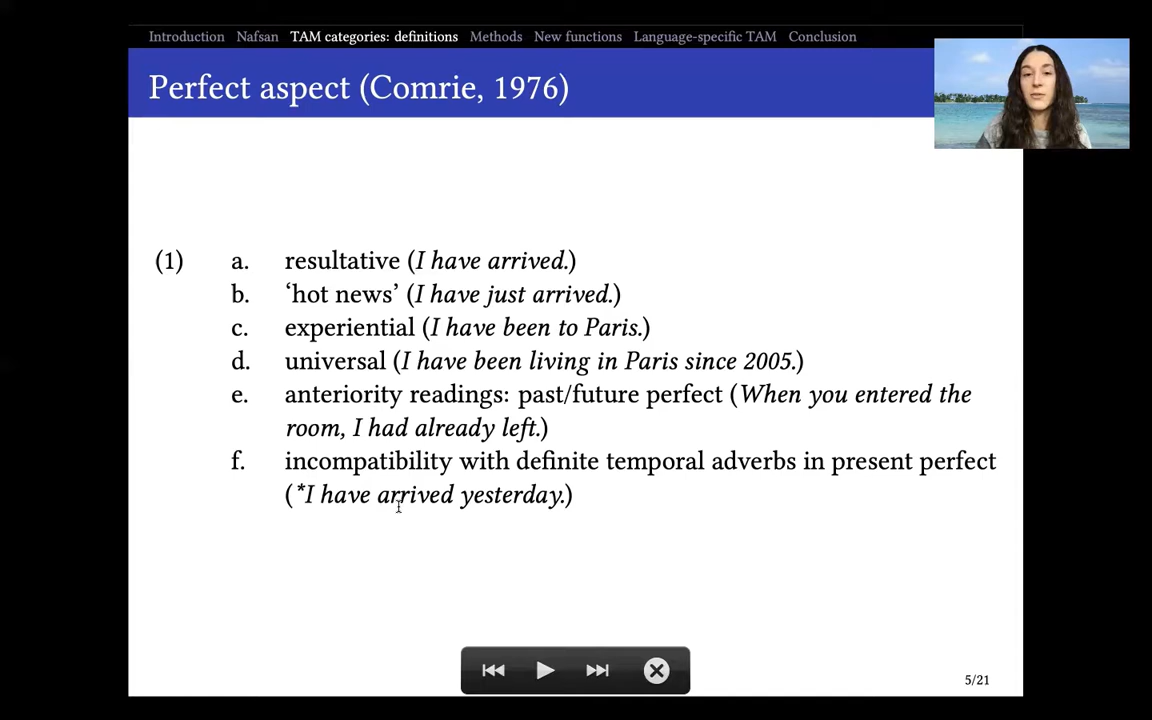 Introduction Nafsan TAM categories: definitions Methods New functions Language-specific TAM Conclusion
Perfect aspect (Comrie, 1976)
(1) a. resultative (I have arrived.)
b. ‘hot news’ (I have just arrived.)
c. experiential (I have been to Paris.)
d. universal (I have been living in Paris since 2005.)
e. anteriority readings: past/future perfect (When you entered the
room, I had already left.)
f. incompatibility with definite temporal adverbs in present perfect
(*I have arrived yesterday.)
5/21